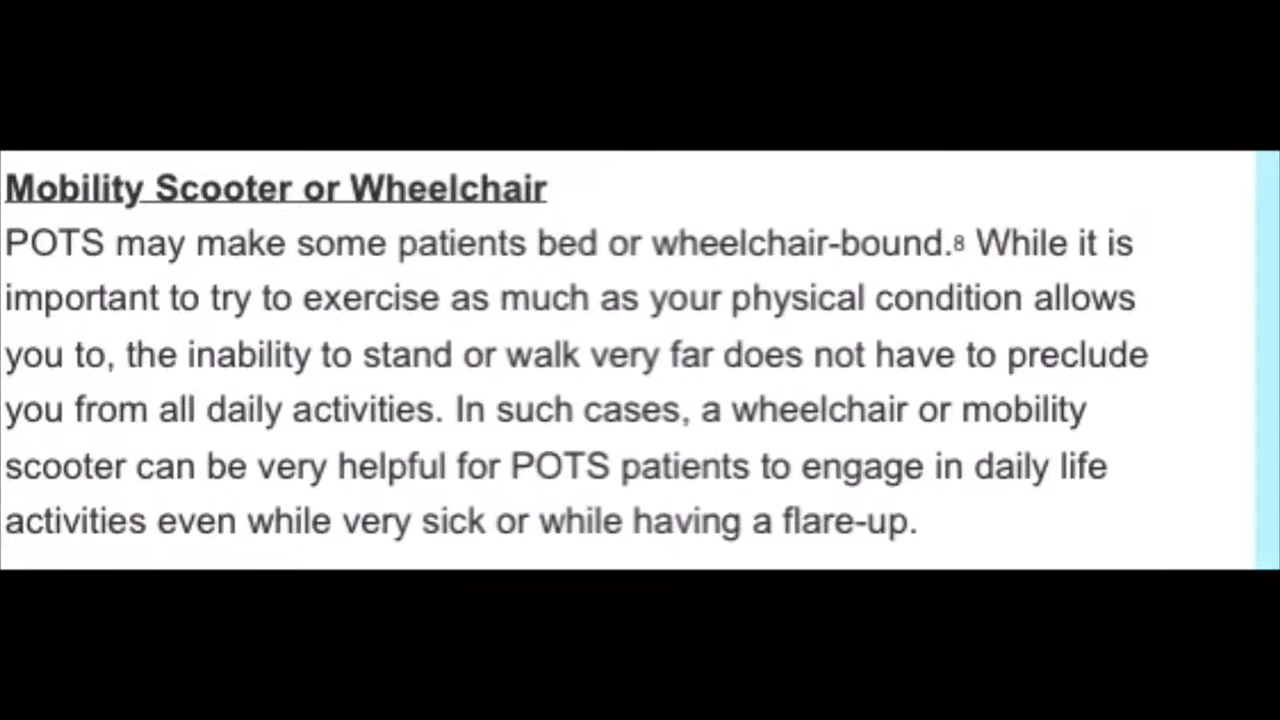 Mobility Scooter or Wheelchair
POTS may make some patients bed or wheelchair-bound.8 While it is
important to try to exercise as much as your physical condition allows
you to, the inability to stand or walk very far does not have to preclude
you from all daily activities. In such cases, a wheelchair or mobility
scooter can be very helpful for POTS patients to engage in daily life
activities even while very sick or while having a flare-up.